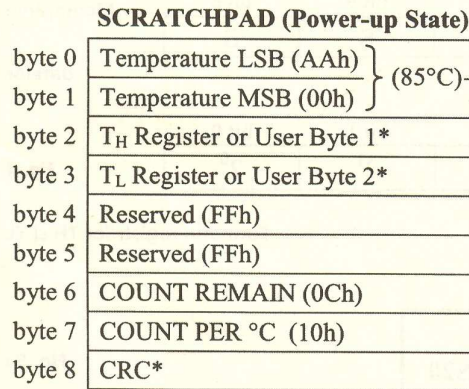 SCRATCHPAD (Power-up State)
byte 0 Temperature LSB (AAh)
(85°C)
byte 1 Temperature MSB (00h)
byte 2 TH Register or User Byte 1*
byte 3 TL Register or User Byte 2*
byte 4 Reserved (FFh)
byte 5 Reserved (FFh)
byte 6 COUNT REMAIN (0Ch)
byte 7 COUNT PER °C (10h)
byte 8 CRC*